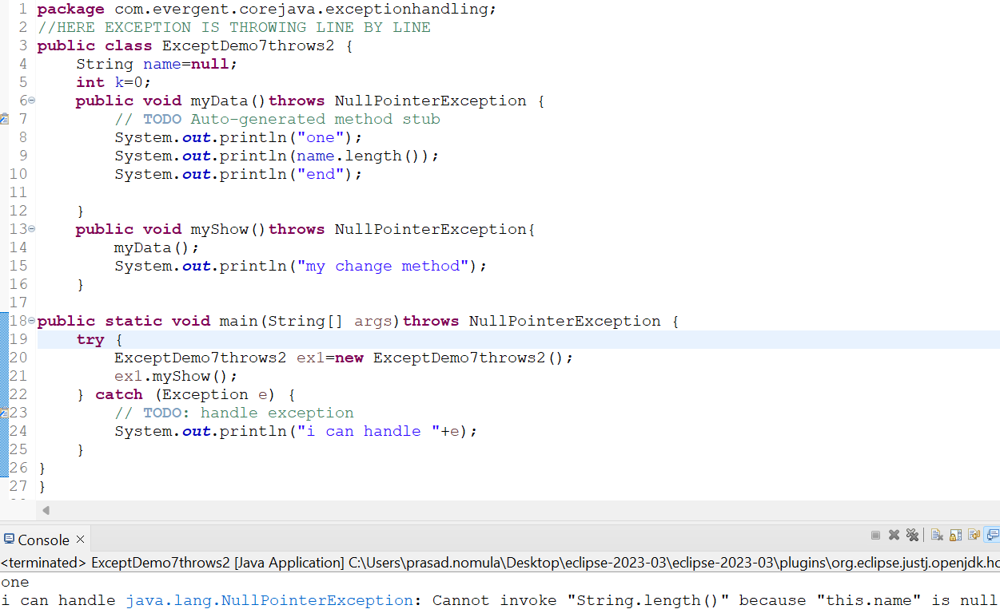 1 package com.evergent.corejava.exceptionhandling;
2 //HERE EXCEPTION IS THROWING LINE BY LINE
3 public class ExceptDemo7throws2 {
4     String name=null;
5     int k=0;
6     public void myData()throws NullPointerException {
7         // TODO Auto-generated method stub
8         System.out.println("one");
9         System.out.println(name.length());
10         System.out.println("end");
11
12     }
13     public void myShow()throws NullPointerException{
14         myData();
15         System.out.println("my change method");
16     }
17
18 public static void main(String[] args)throws NullPointerException {
19     try {
20         ExceptDemo7throws2 ex1=new ExceptDemo7throws2();
21         ex1.myShow();
22     } catch (Exception e) {
23         // TODO: handle exception
24         System.out.println("i can handle "+e);
25     }
26 }
27 }
Console
<terminated> ExceptDemo7throws2 [Java Application] C:\Users\prasad.nomula\Desktop\eclipse-2023-03\eclipse-2023-03\plugins\org.eclipse.justj.openjdk.ho
one
i can handle java.lang.NullPointerException: Cannot invoke "String.length()" because "this.name" is null